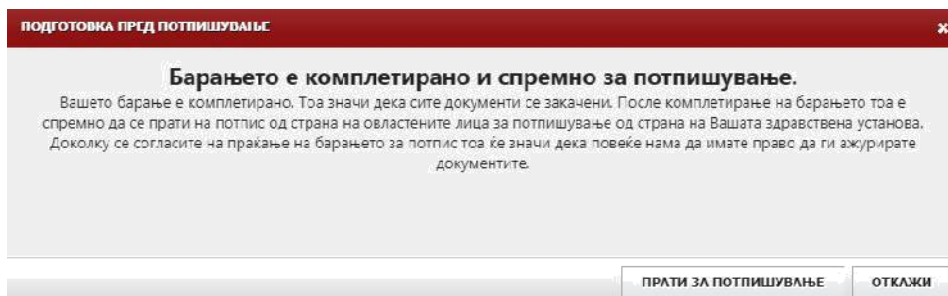 ПОДГОТОВКА ПРЕД ПОТПИШУВАЊЕ
Барањето е комплетирано и спремно за потпишување.
Вашето барање е комплетирано. Тоа значи дека сите документи се закачени. После комплетирање на барањето тоа е
спремно да се прати на потпис од страна на овластените лица за потпишување од страна на Вашата здравствена установа.
Доколку се согласите на праќање на барањето за потпис тоа ќе значи дека повеќе нама да имате право да ги ажурирате
документите.
ПРАТИ ЗА ПОТПИШУВАЊЕ ОТКАЖИ